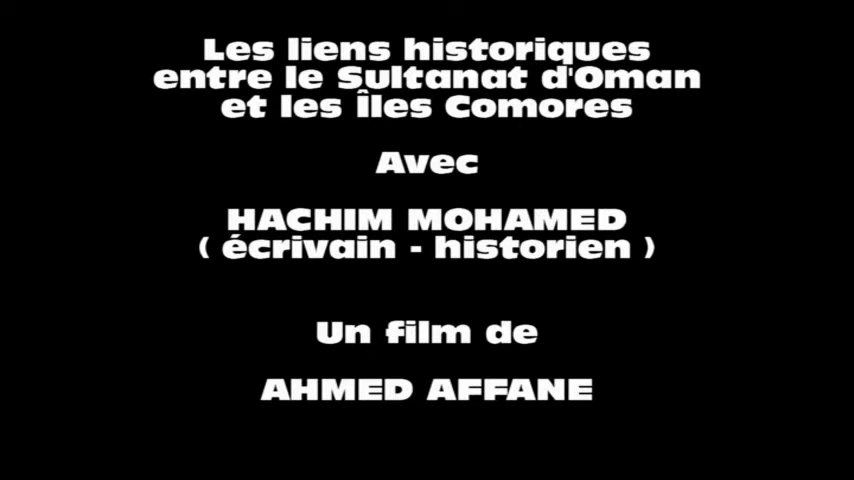 Les liens historiques
entre le Sultanat d'Oman
et les Îles Comores
Avec
HACHIM MOHAMED
( écrivain - historien )
Un film de
AHMED AFFANE